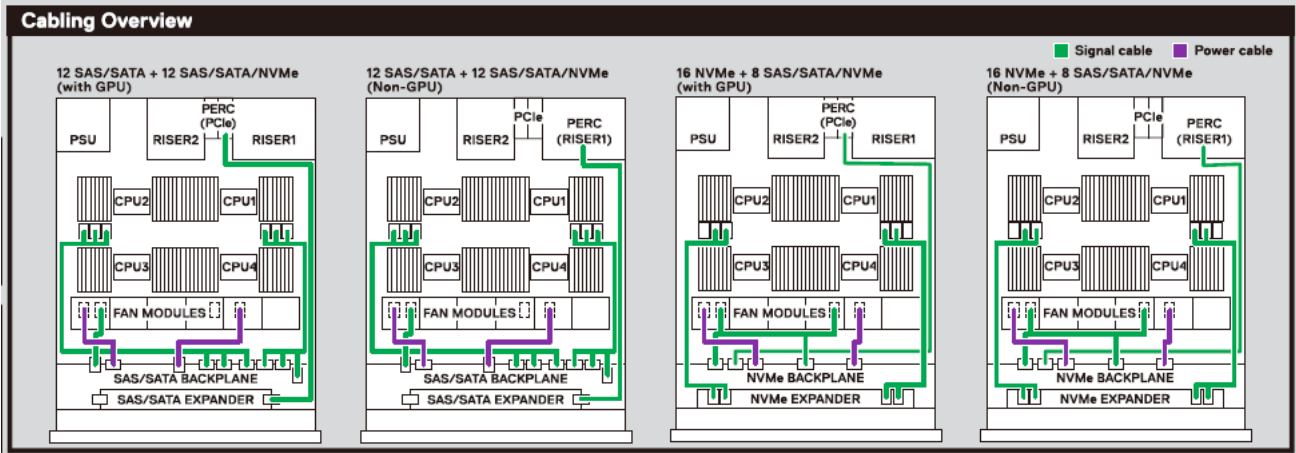 Cabling Overview
Signal cable Power cable
12 SAS/SATA + 12 SAS/SATA/NVMe
(with GPU)
PERC
(PCIe)
PSU RISER2 RISER1
CPU2 CPU1
CPU3 CPU4
FAN MODULES
SAS/SATA BACKPLANE
SAS/SATA EXPANDER
12 SAS/SATA + 12 SAS/SATA/NVMe
(Non-GPU)
PCIe
PERC
(RISER1)
PSU RISER2
CPU2 CPU1
CPU3 CPU4
FAN MODULES
SAS/SATA BACKPLANE
SAS/SATA EXPANDER
16 NVMe + 8 SAS/SATA/NVMe
(with GPU)
PERC
(PCIe)
PSU RISER2 RISER1
CPU2 CPU1
CPU3 CPU4
FAN MODULES
NVMe BACKPLANE
NVMe EXPANDER
16 NVMe + 8 SAS/SATA/NVMe
(Non-GPU)
PCIe
PERC
(RISER1)
PSU RISER2
CPU2 CPU1
CPU3 CPU4
FAN MODULES
NVMe BACKPLANE
NVMe EXPANDER